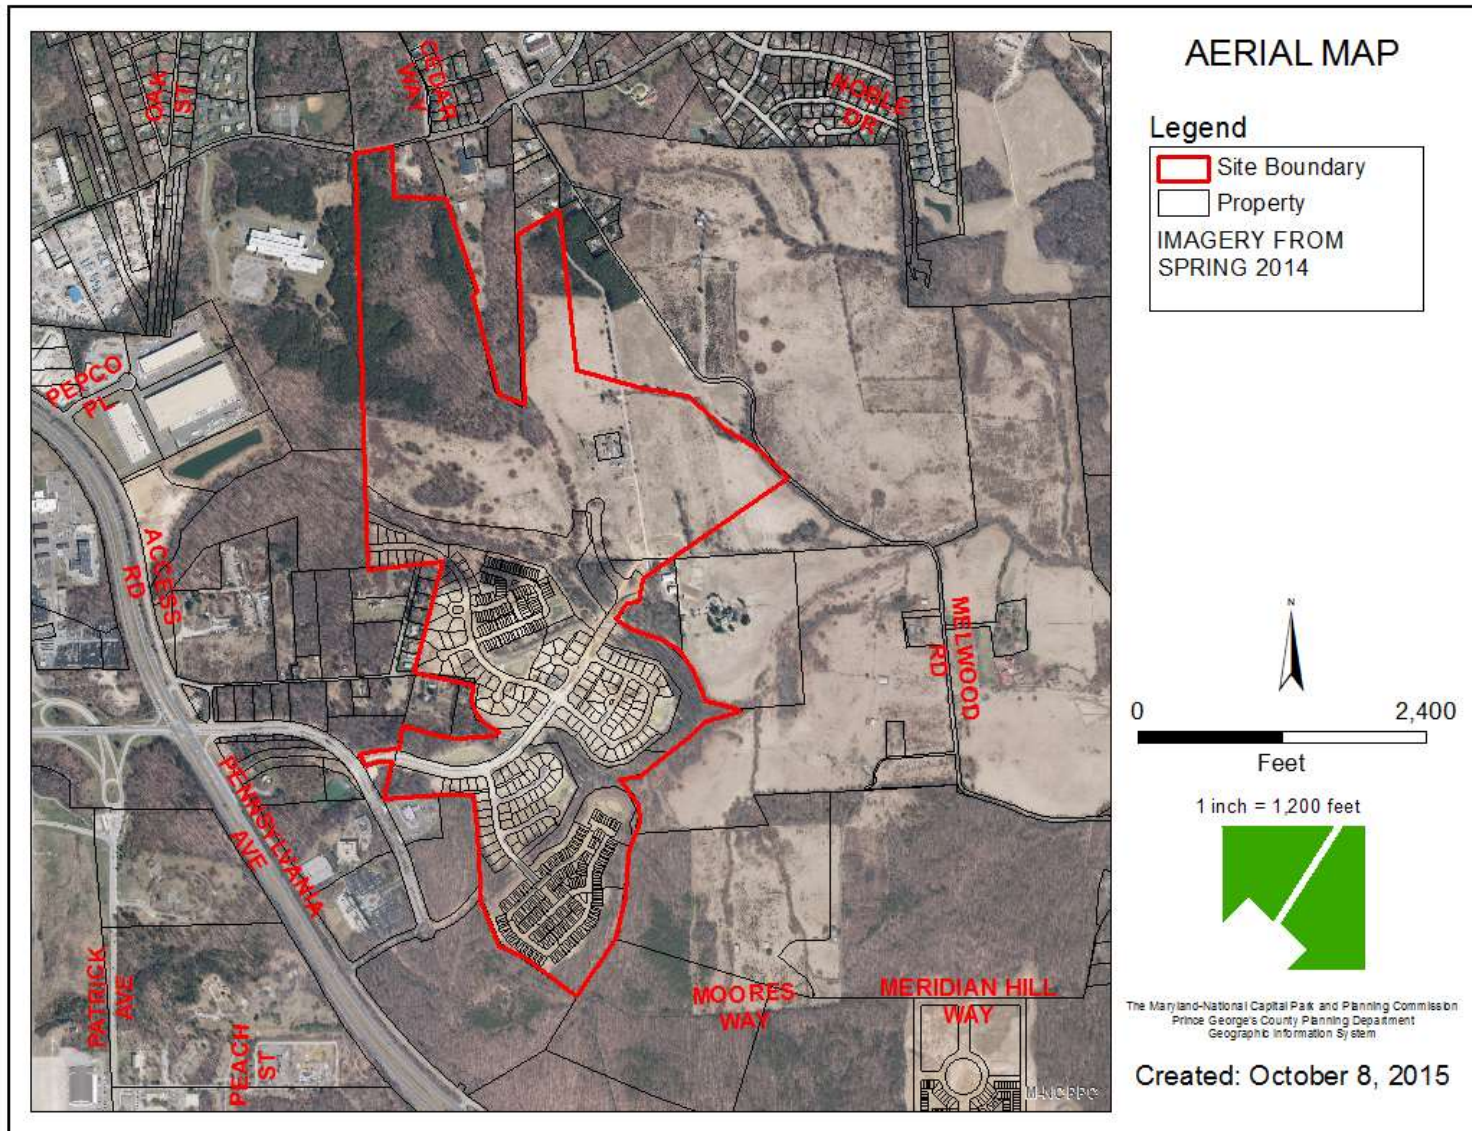 AERIAL MAP
Legend
Site Boundary
Property
IMAGERY FROM
SPRING 2014
N
0 2,400
Feet
1 inch = 1,200 feet
The Maryland-National Capital Park and Planning Commission
Prince George's County Planning Department
Geographic Information System
Created: October 8, 2015
OAK
ST
CEDAR
WAY
NOBLE
DR
PEPCO
PL
ACCESS
RD
MELWOOD
RD
PENNSYLVANIA
AVE
PATRICK
AVE
PEACH
ST
MOORES
WAY
MERIDIAN HILL
WAY
M-NCPPC